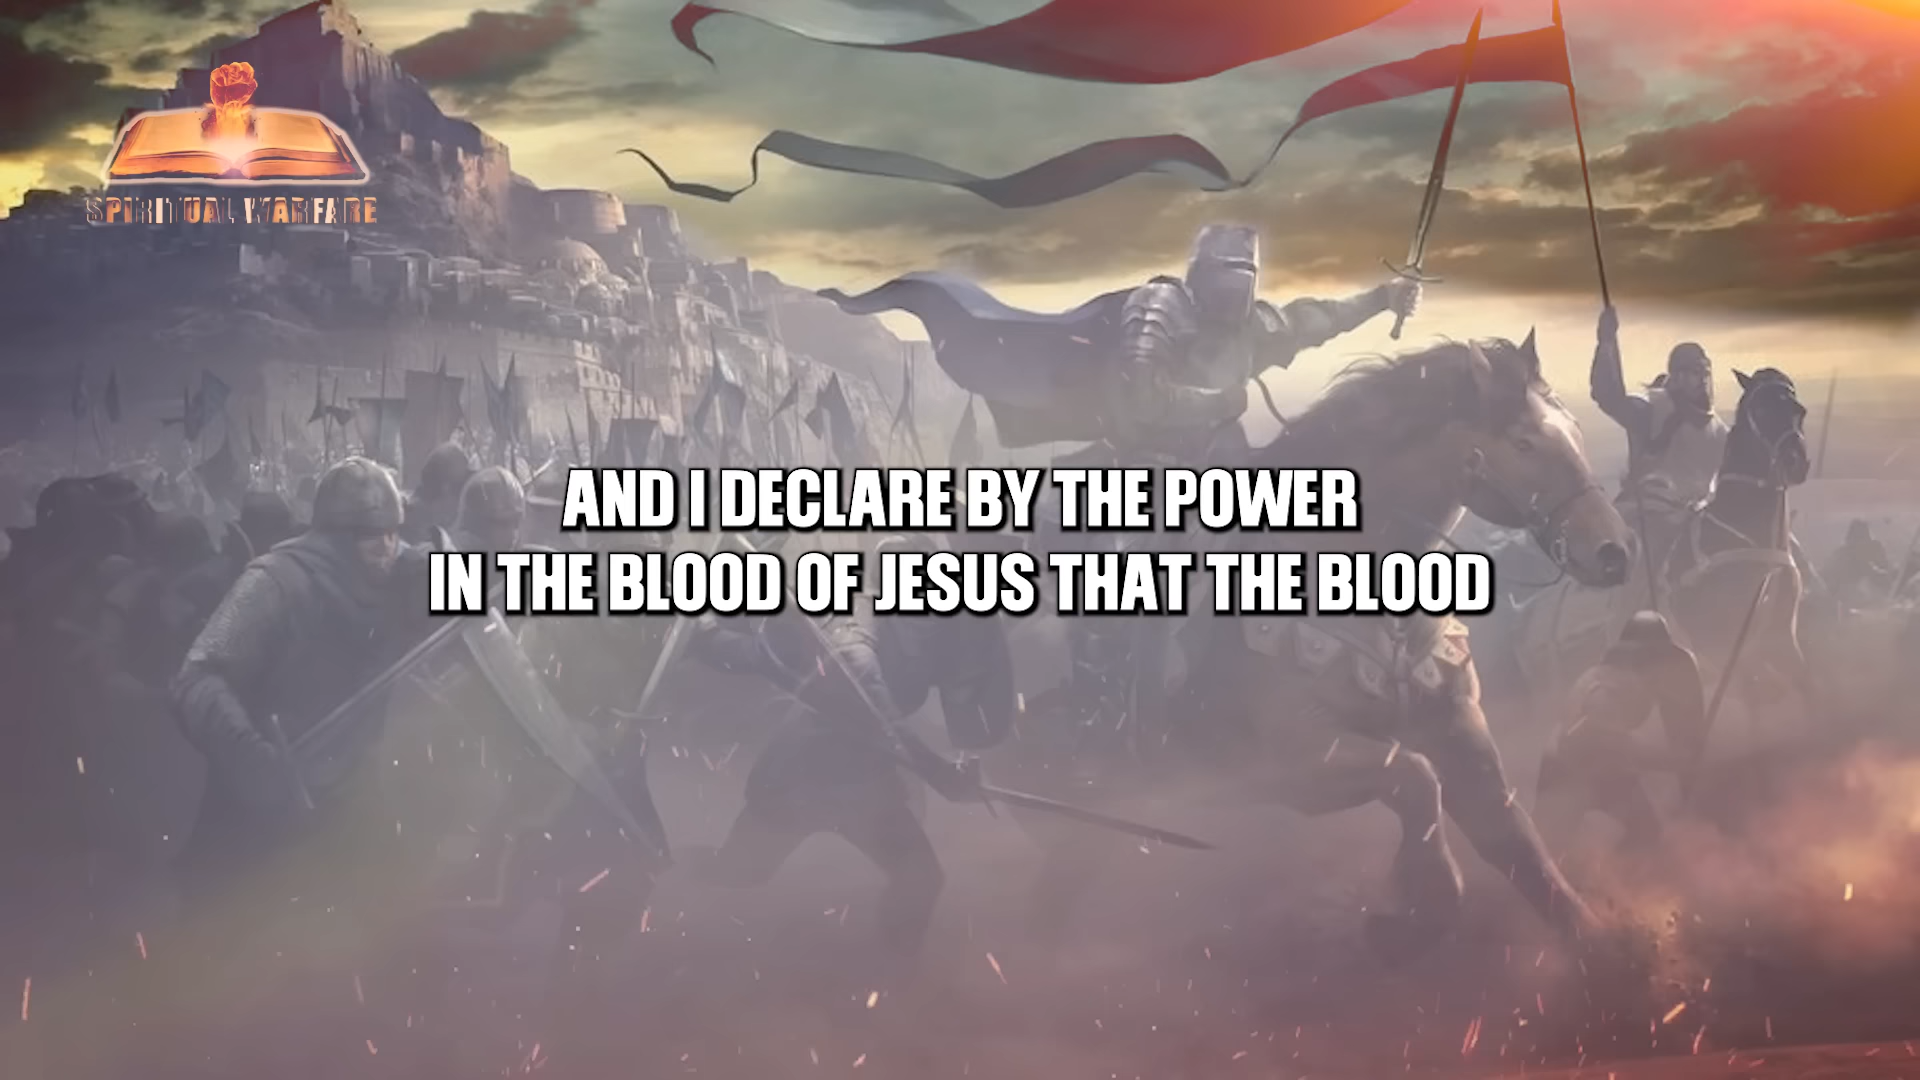 SPIRITUAL WARFARE
AND I DECLARE BY THE POWER
IN THE BLOOD OF JESUS THAT THE BLOOD